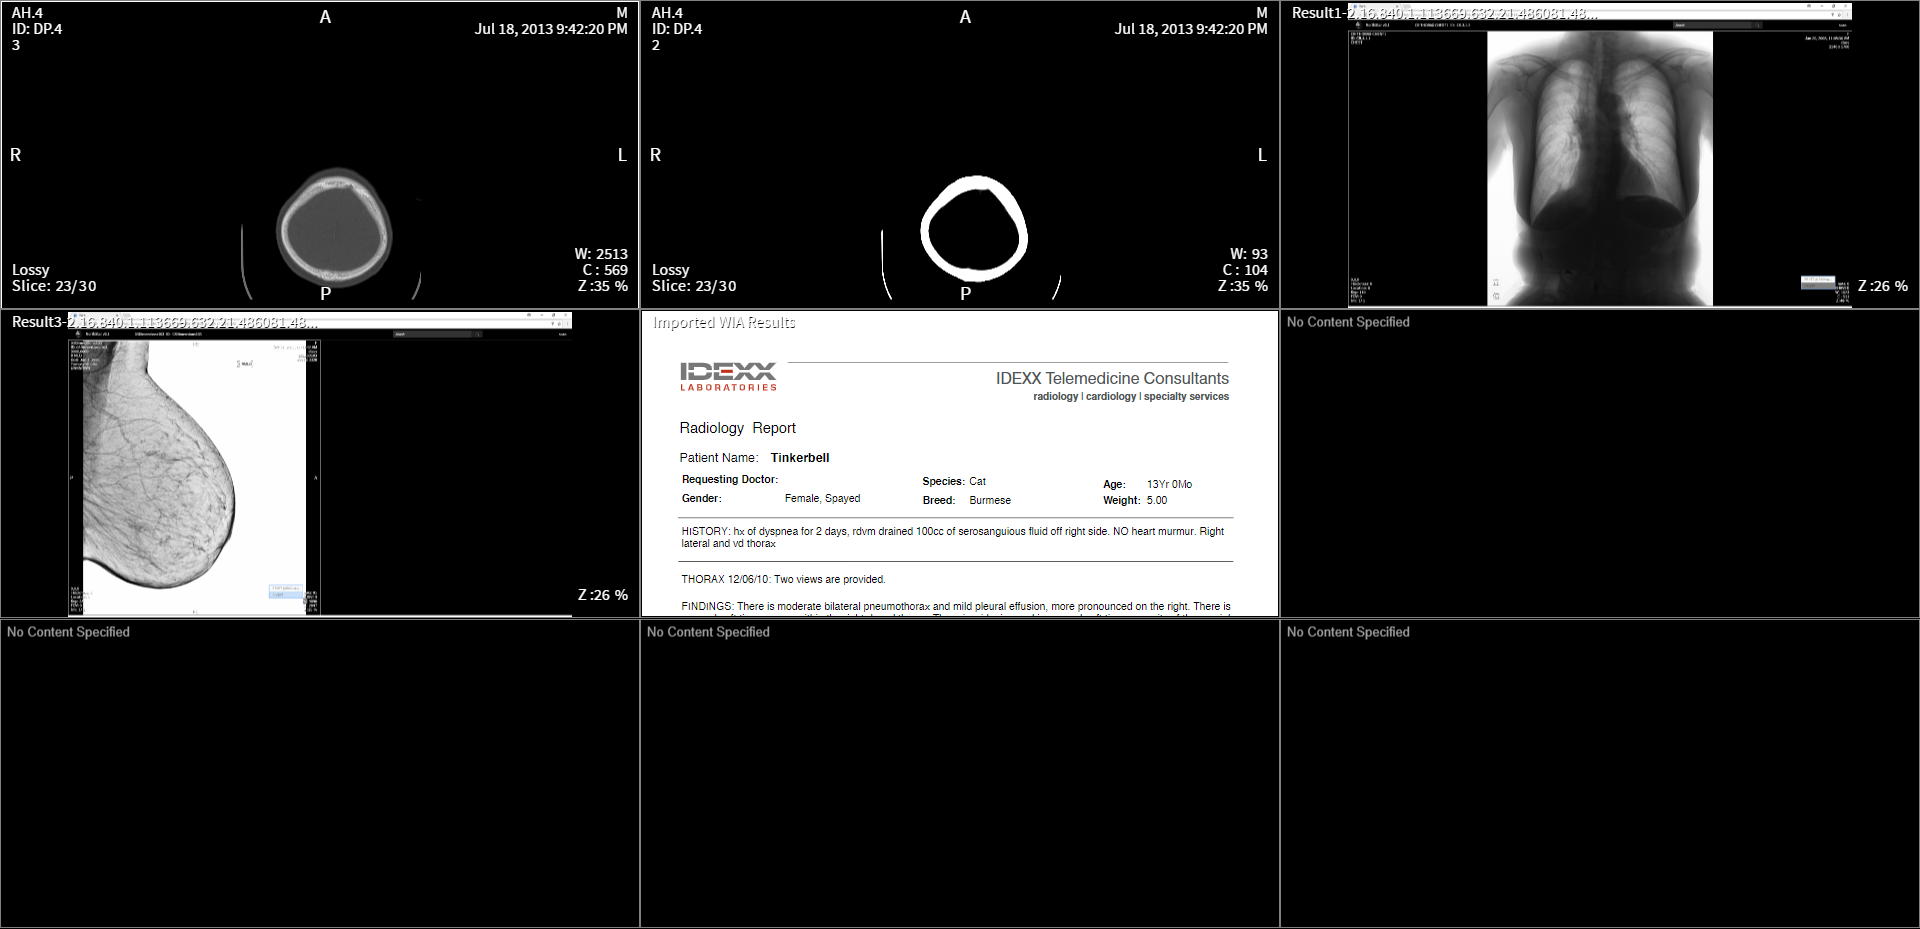 AH.4
ID: DP.4
3
A
M
Jul 18, 2013 9:42:20 PM
R
L
Lossy
Slice: 23/30
P
W: 2513
C : 569
Z :35 %
AH.4
ID: DP.4
2
A
M
Jul 18, 2013 9:42:20 PM
R
L
Lossy
Slice: 23/30
P
W: 93
C : 104
Z :35 %
Result1-2.16.840.1.113669.632.21.486081.48...
Z :26 %
Result3-2.16.840.1.113669.632.21.486081.48...
Z :26 %
Imported WIA Results
IDEXX
LABORATORIES
IDEXX Telemedicine Consultants
radiology | cardiology | specialty services
Radiology Report
Patient Name: Tinkerbell
Requesting Doctor:
Species: Cat
Age: 13Yr 0Mo
Gender: Female, Spayed
Breed: Burmese
Weight: 5.00
HISTORY: hx of dyspnea for 2 days, rdvm drained 100cc of serosanguious fluid off right side. NO heart murmur. Right
lateral and vd thorax
THORAX 12/06/10: Two views are provided.
FINDINGS: There is moderate bilateral pneumothorax and mild pleural effusion, more pronounced on the right. There is
No Content Specified
No Content Specified
No Content Specified
No Content Specified